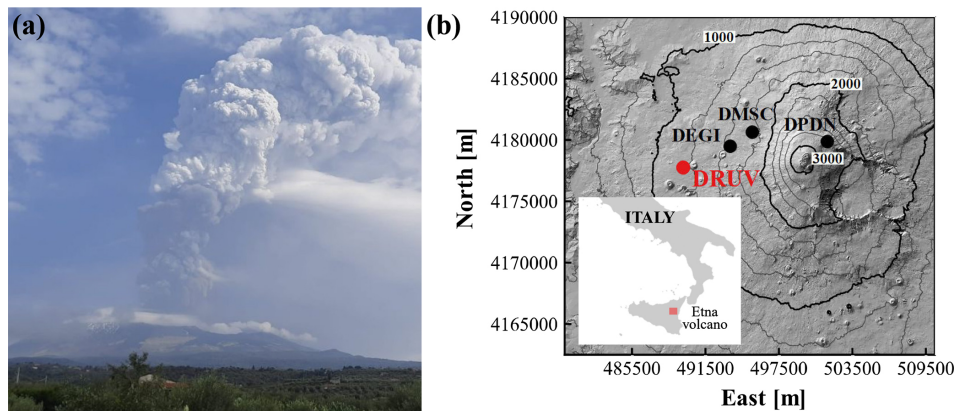 (a)
(b)
North [m]
4190000
4185000
4180000
4175000
4170000
4165000
1000
2000
DMSC
DEGI
DPDN
3000
DRUV
ITALY
Etna
volcano
485500
491500
497500
503500
509500
East [m]